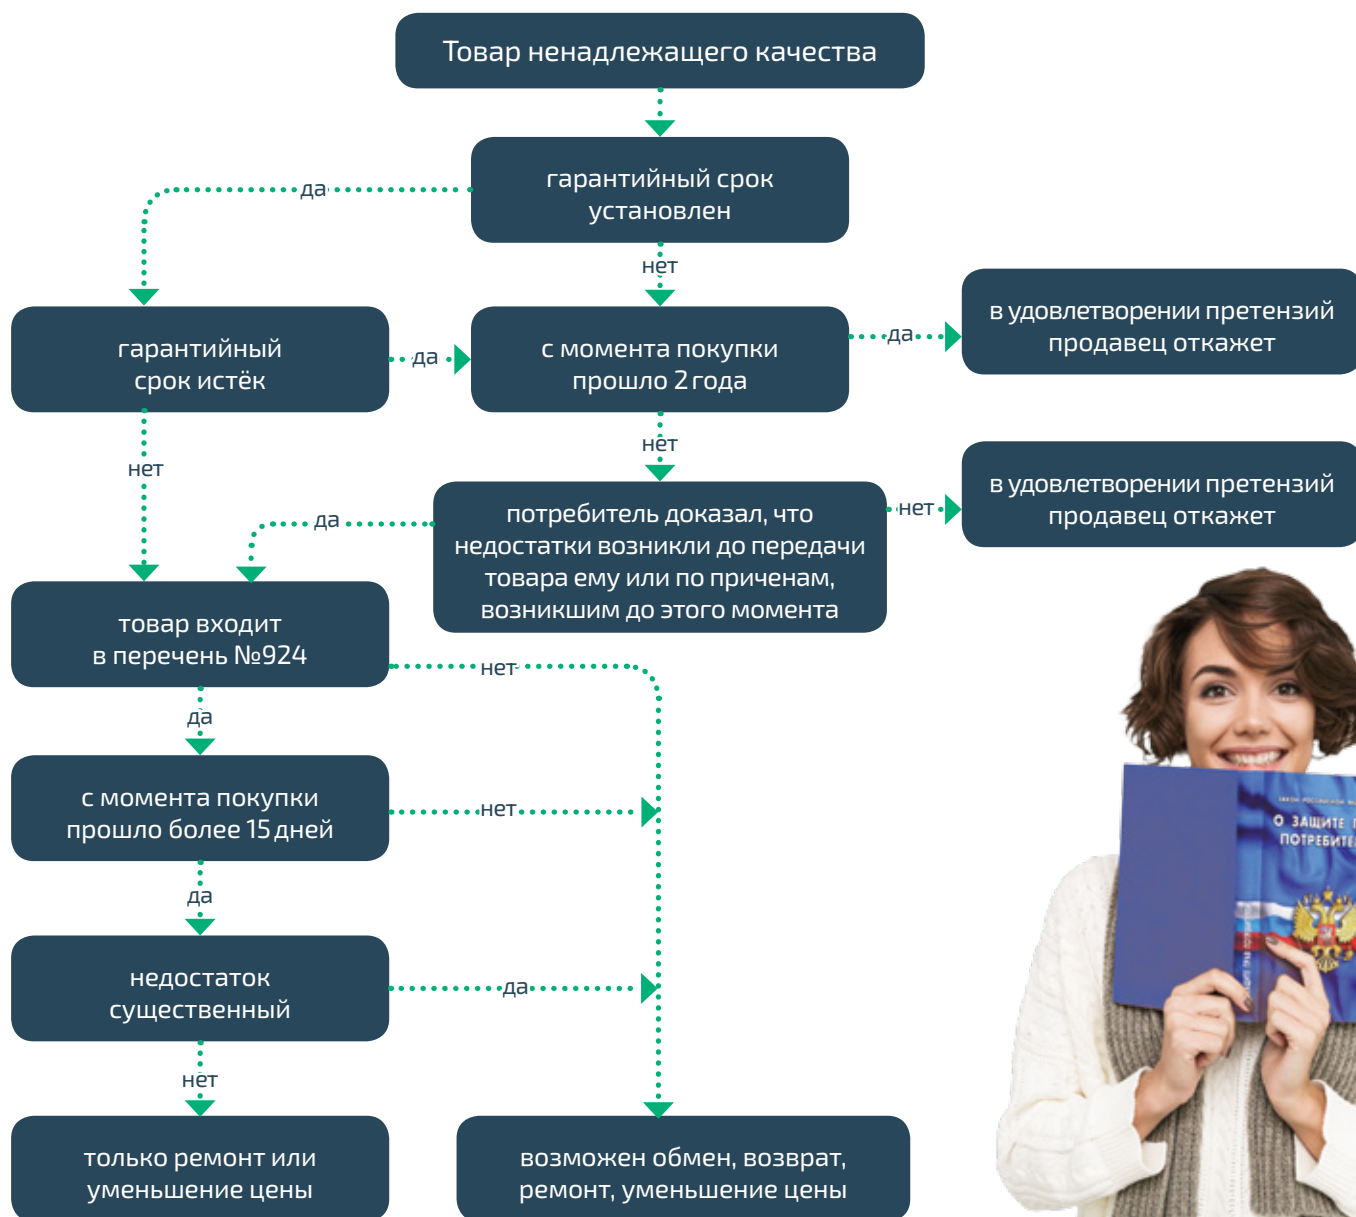 Товар ненадлежащего качества
да
гарантийный срок
установлен
нет
гарантийный
срок истёк
да
с момента покупки
прошло 2 года
да
в удовлетворении претензий
продавец откажет
нет
нет
потребитель доказал, что
недостатки возникли до передачи
товара ему или по приченам,
возникшим до этого момента
нет
в удовлетворении претензий
продавец откажет
да
товар входит
в перечень №924
нет
да
с момента покупки
прошло более 15 дней
нет
да
недостаток
существенный
да
нет
только ремонт или
уменьшение цены
возможен обмен, возврат,
ремонт, уменьшение цены
О ЗАЩИТЕ